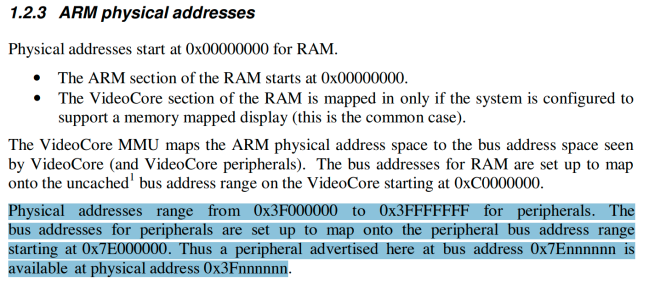 1.2.3 ARM physical addresses
Physical addresses start at 0x00000000 for RAM.
• The ARM section of the RAM starts at 0x00000000.
• The VideoCore section of the RAM is mapped in only if the system is configured to
support a memory mapped display (this is the common case).
The VideoCore MMU maps the ARM physical address space to the bus address space seen
by VideoCore (and VideoCore peripherals). The bus addresses for RAM are set up to map
onto the uncached¹ bus address range on the VideoCore starting at 0xC0000000.
Physical addresses range from 0x3F000000 to 0x3FFFFFFF for peripherals. The
bus addresses for peripherals are set up to map onto the peripheral bus address range
starting at 0x7E000000. Thus a peripheral advertised here at bus address 0x7Ennnnnn is
available at physical address 0x3Fnnnnnn.